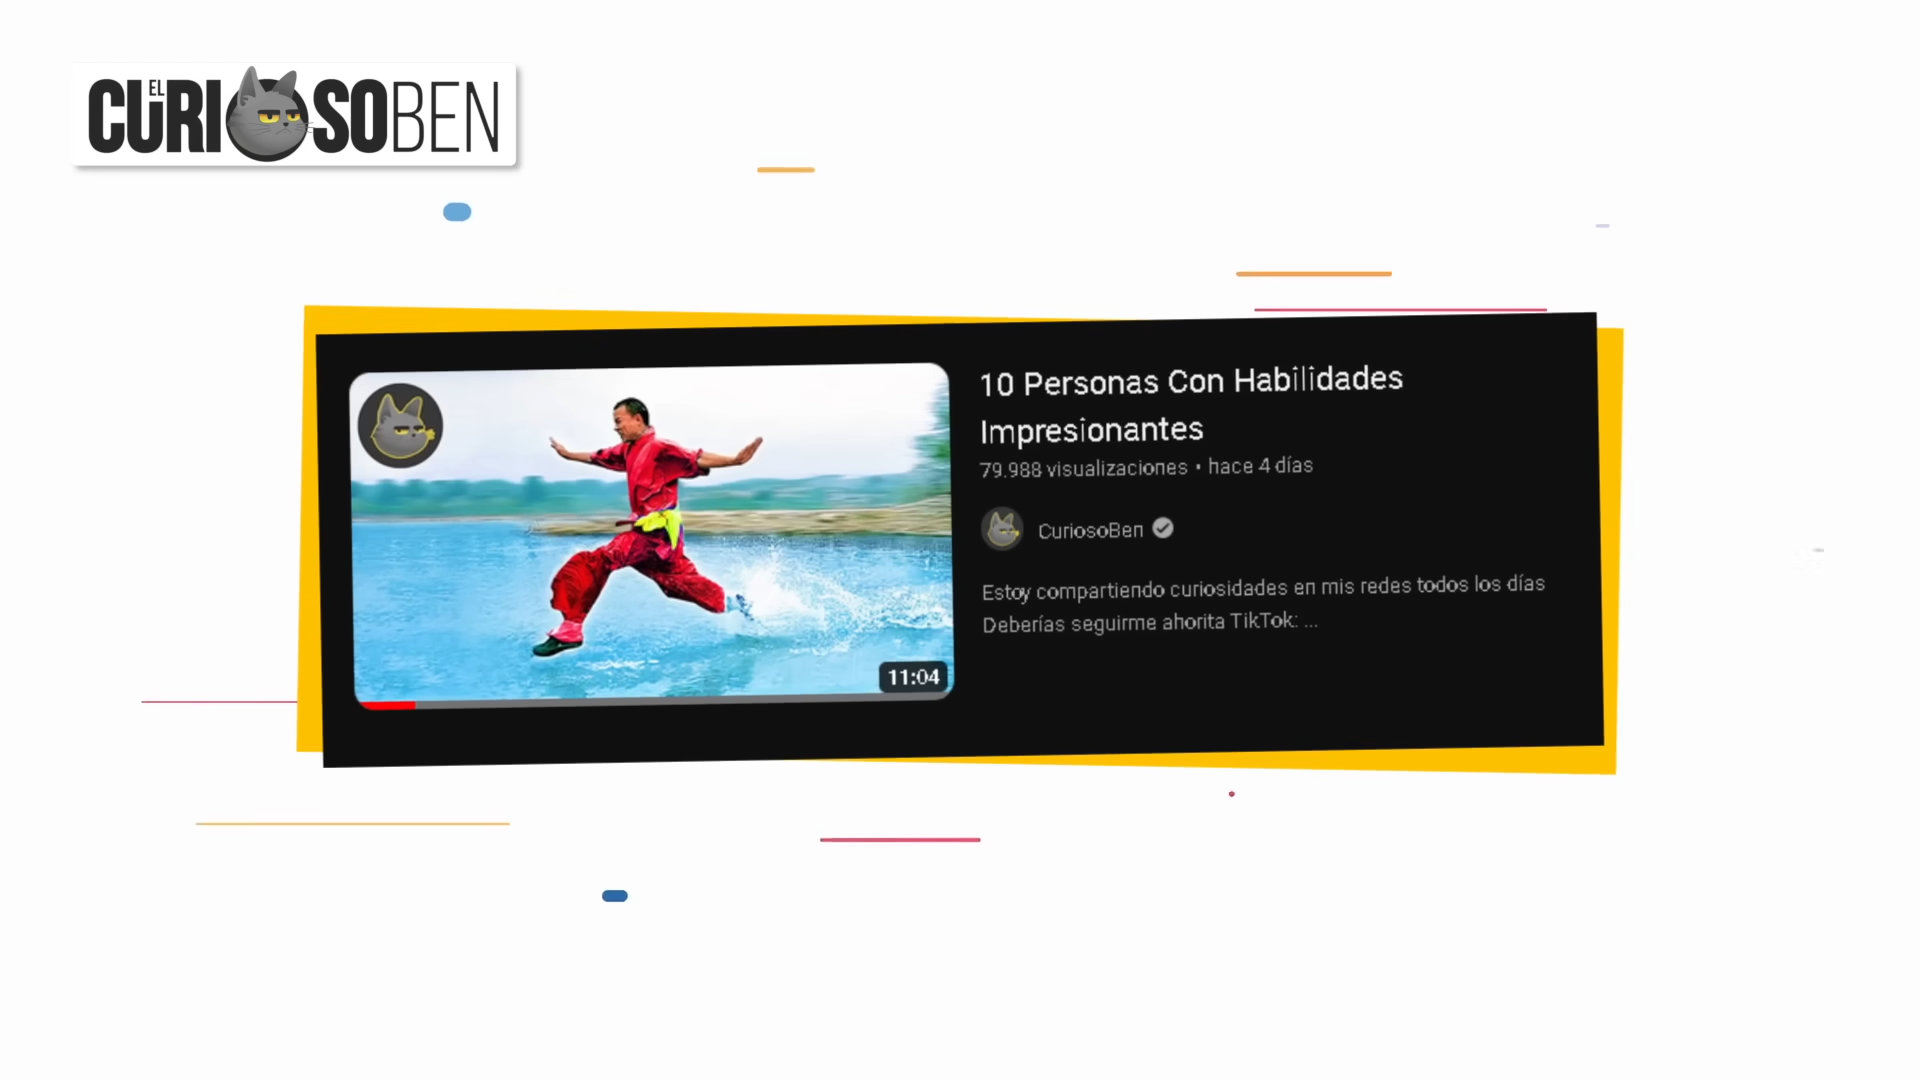 EL CURIOSOBEN
10 Personas Con Habilidades
Impresionantes
79.988 visualizaciones • hace 4 días
CuriosoBen
Estoy compartiendo curiosidades en mis redes todos los días
Deberías seguirme ahorita TikTok: ...
11:04